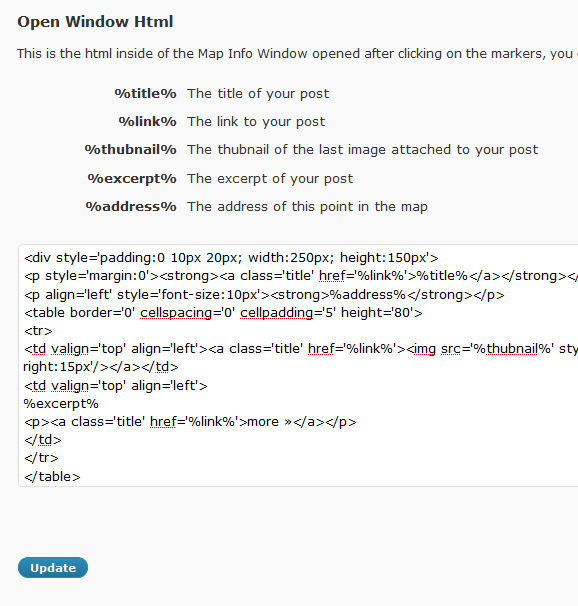 Open Window Html
This is the html inside of the Map Info Window opened after clicking on the markers, you
%title% The title of your post
%link% The link to your post
%thubnail% The thubnail of the last image attached to your post
%excerpt% The excerpt of your post
%address% The address of this point in the map
<div style='padding:0 10px 20px; width:250px; height:150px'>
<p style='margin:0'><strong><a class='title' href='%link%'>%title%</a></strong></
<p align='left' style='font-size:10px'><strong>%address%</strong></p>
<table border='0' cellspacing='0' cellpadding='5' height='80'>
<tr>
<td valign='top' align='left'><a class='title' href='%link%'><img src='%thubnail%' sty
right:15px'/></a></td>
<td valign='top' align='left'>
%excerpt%
<p><a class='title' href='%link%'>more »</a></p>
</td>
</tr>
</table>
Update